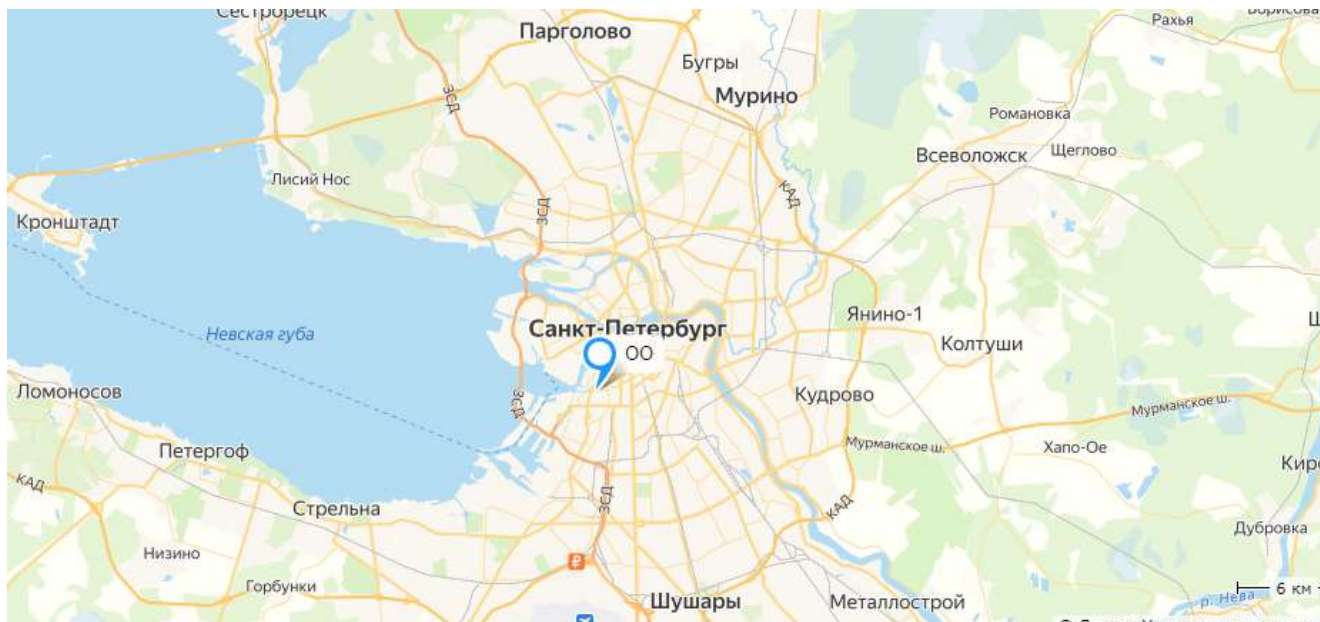 Сестрорецк
Парголово
Бугры
Мурино
Рахья
ЗСД
Романовка
Всеволожск
Щеглово
Лисий Нос
КАД
Кронштадт
ЗСД
Невская губа
Санкт-Петербург
Янино-1
Колтуши
ОО
Ломоносов
ЗСД
Кудрово
Мурманское ш.
Петергоф
Мурманское ш.
Хапо-Ое
КАД
Стрельна
ЗСД
КАД
Дубровка
Низино
₽
Горбунки
6 км
Шушары
Металлострой
р. Нева